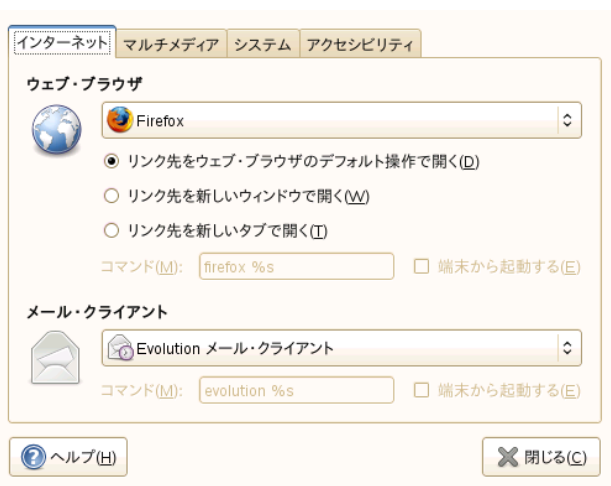 インターネット マルチメディア システム アクセシビリティ
ウェブ・ブラウザ
Firefox
リンク先をウェブ・ブラウザのデフォルト操作で開く(D)
リンク先を新しいウィンドウで開く(W)
リンク先を新しいタブで開く(T)
コマンド(M): firefox %s 端末から起動する(E)
メール・クライアント
Evolution メール・クライアント
コマンド(M): evolution %s 端末から起動する(E)
ヘルプ(H) 閉じる(C)